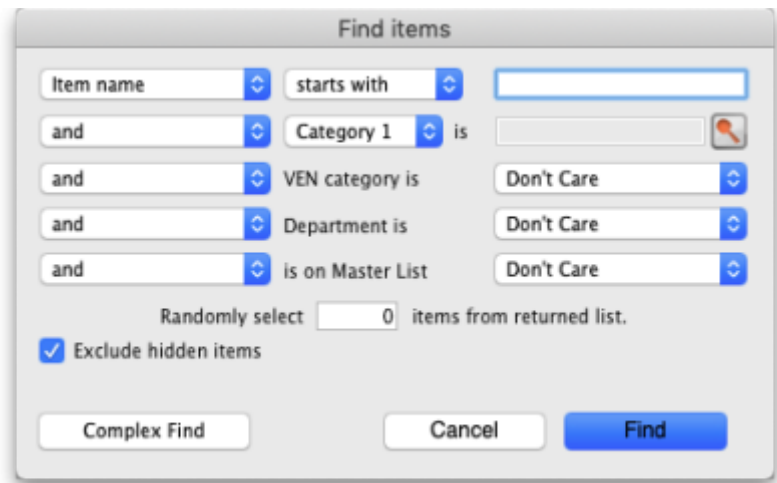 Find items
Item name starts with
and Category 1 is
and VEN category is Don't Care
and Department is Don't Care
and is on Master List Don't Care
Randomly select 0 items from returned list.
Exclude hidden items
Complex Find Cancel Find